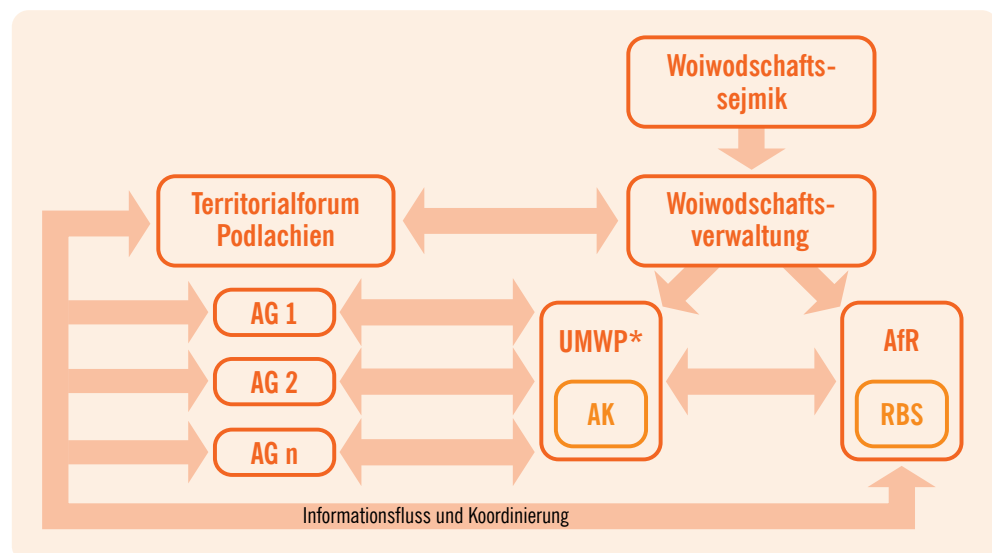 Woiwodschafts-
sejmik
Territorialforum
Podlachien
Woiwodschafts-
verwaltung
AG 1
AG 2
AG n
UMWP*
AK
AfR
RBS
Informationsfluss und Koordinierung